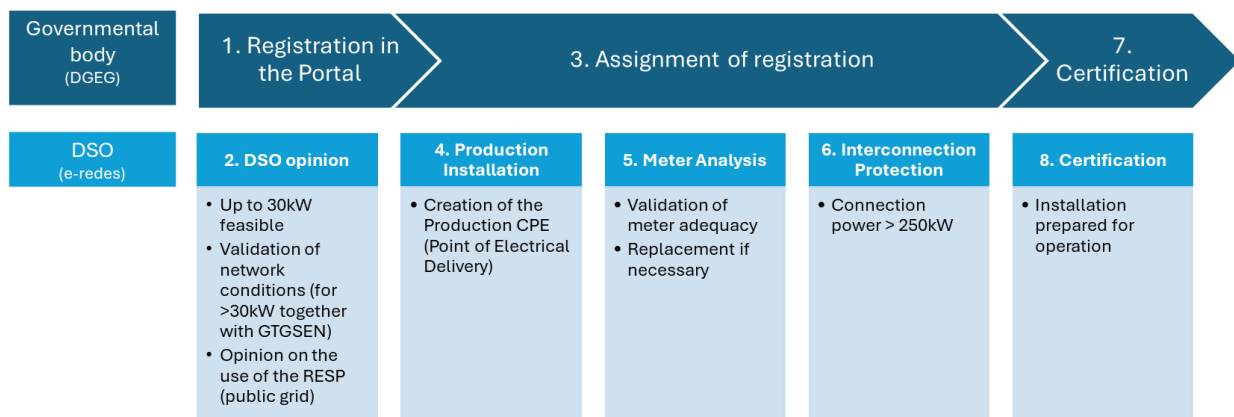 Governmental
body
(DGEG)
1. Registration in
the Portal
3. Assignment of registration
7.
Certification
DSO
(e-redes)
2. DSO opinion
• Up to 30kW
feasible
• Validation of
network
conditions (for
>30kW together
with GTGSEN)
• Opinion on the
use of the RESP
(public grid)
4. Production
Installation
• Creation of the
Production CPE
(Point of Electrical
Delivery)
5. Meter Analysis
• Validation of
meter adequacy
• Replacement if
necessary
6. Interconnection
Protection
• Connection
power > 250kW
8. Certification
• Installation
prepared for
operation